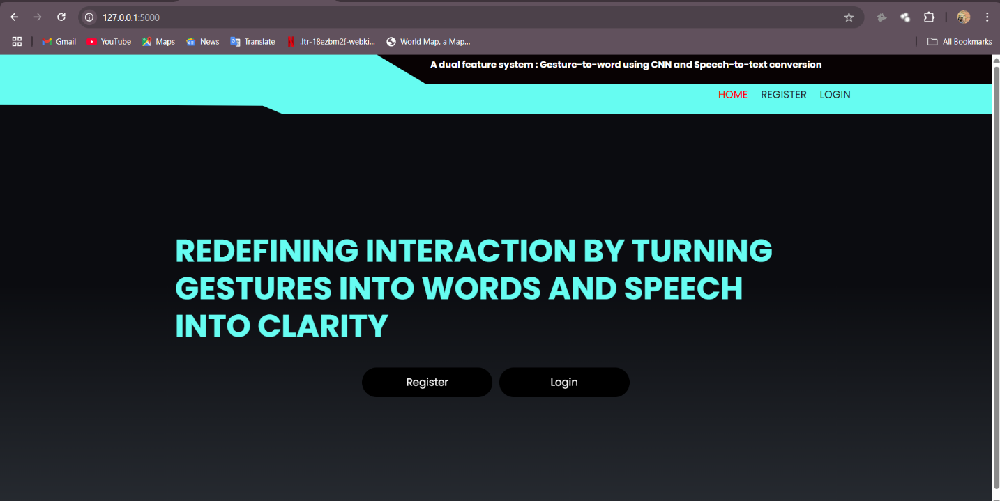 127.0.0.1:5000
Gmail YouTube Maps News Translate .ltr-18ezbm2{-webki... World Map, a Map... All Bookmarks
A dual feature system : Gesture-to-word using CNN and Speech-to-text conversion
HOME REGISTER LOGIN
REDEFINING INTERACTION BY TURNING
GESTURES INTO WORDS AND SPEECH
INTO CLARITY
Register Login